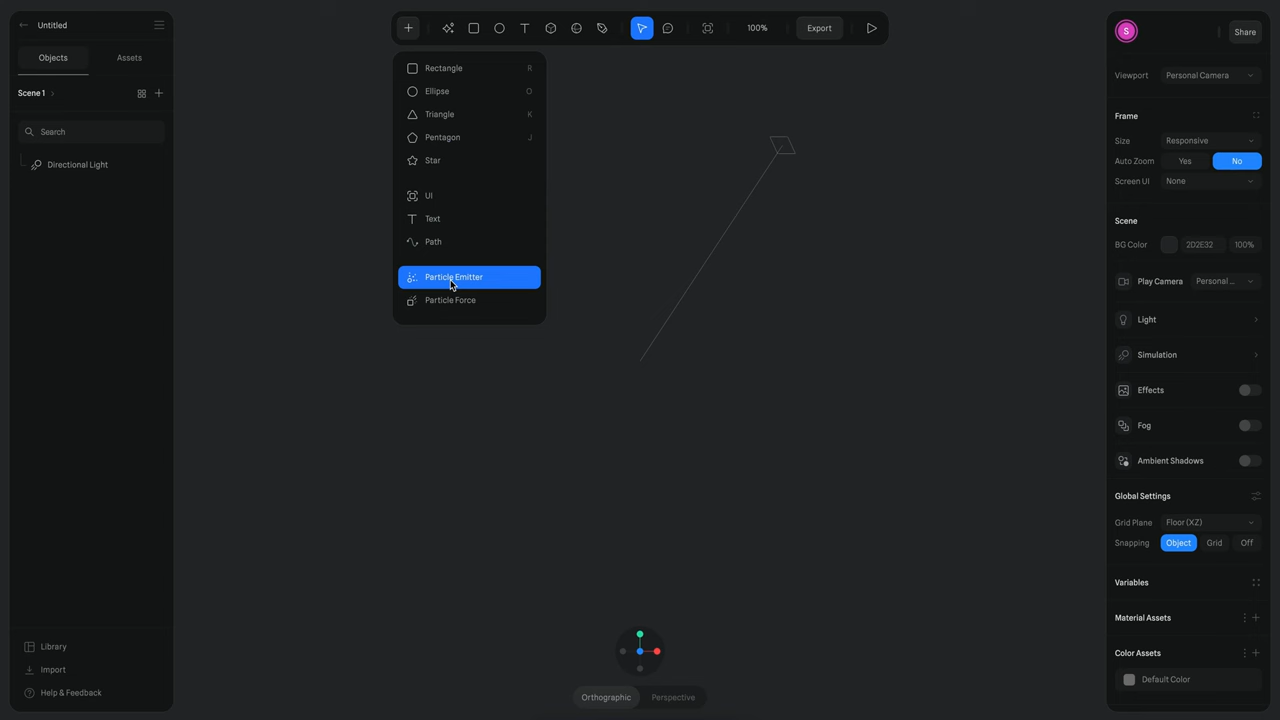 Untitled
Objects
Assets
Scene 1
Search
Directional Light
Library
Import
Help & Feedback
100%
Export
Rectangle R
Ellipse O
Triangle K
Pentagon J
Star
UI
Text
Path
Particle Emitter
Particle Force
Orthographic
Perspective
S
Share
Viewport Personal Camera
Frame
Size Responsive
Auto Zoom Yes No
Screen UI None
Scene
BG Color 2D2E32 100%
Play Camera Personal ...
Light
Simulation
Effects
Fog
Ambient Shadows
Global Settings
Grid Plane Floor (XZ)
Snapping Object Grid Off
Variables
Material Assets
Color Assets
Default Color